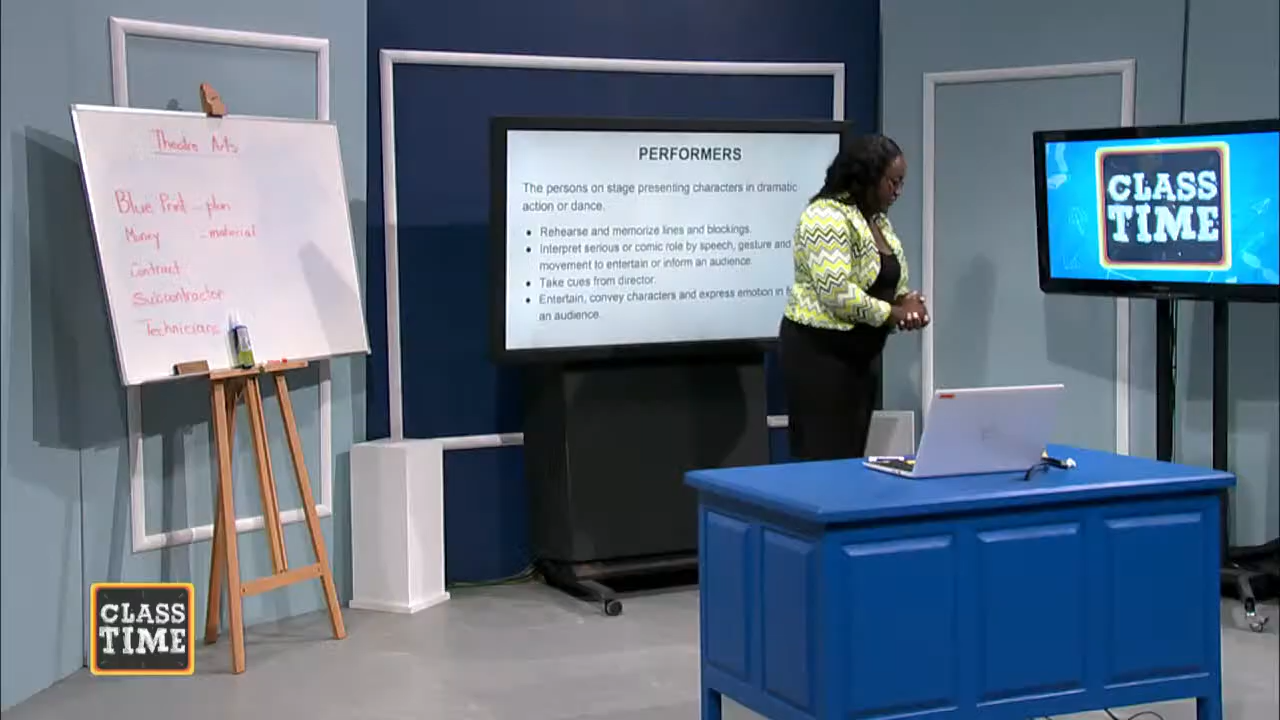 Theatre Arts
Blue Print - plan
Money - material
Contract
Subcontractor
Technicians
PERFORMERS
The persons on stage presenting characters in dramatic
action or dance.
• Rehearse and memorize lines and blockings.
• Interpret serious or comic role by speech, gesture and
movement to entertain or inform an audience.
• Take cues from director.
• Entertain, convey characters and express emotion in
an audience.
CLASS
TIME
CLASS
TIME